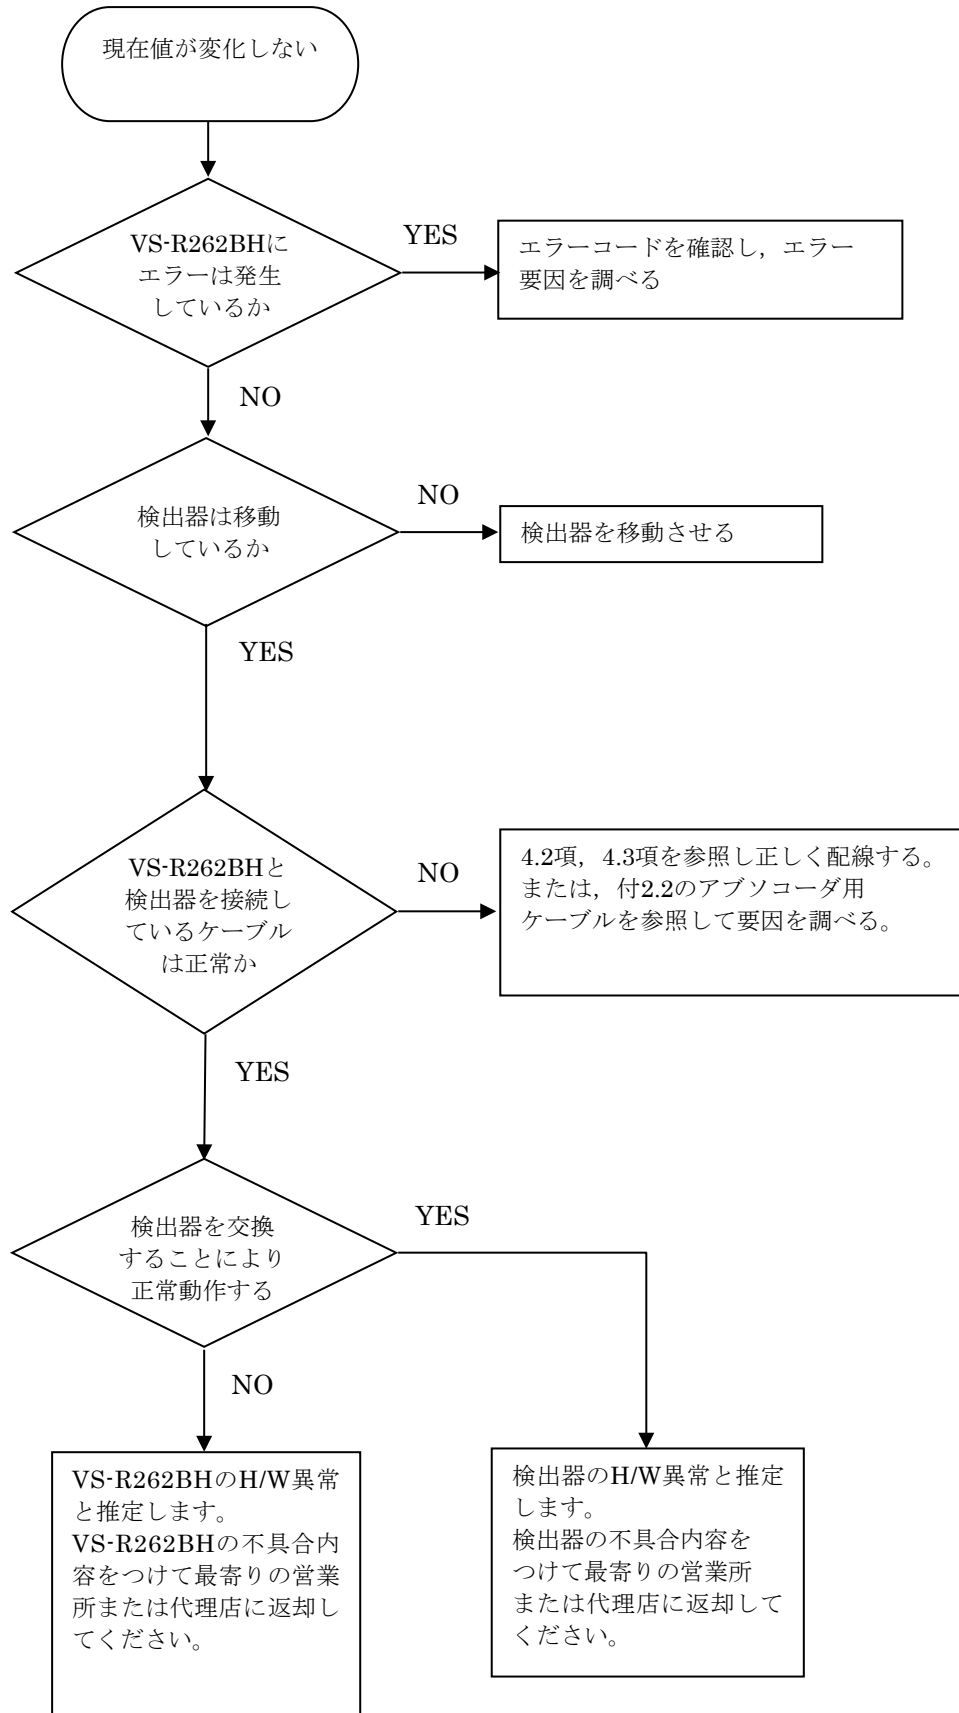 現在値が変化しない
VS-R262BHに
エラーは発生
しているか
YES
エラーコードを確認し，エラー
要因を調べる
NO
検出器は移動
しているか
NO
検出器を移動させる
YES
VS-R262BHと
検出器を接続し
ているケーブル
は正常か
NO
4.2項，4.3項を参照し正しく配線する。
または，付2.2のアブソコーダ用
ケーブルを参照して要因を調べる。
YES
検出器を交換
することにより
正常動作する
YES
NO
VS-R262BHのH/W異常
と推定します。
VS-R262BHの不具合内
容をつけて最寄りの営業
所または代理店に返却し
てください。
検出器のH/W異常と推定
します。
検出器の不具合内容を
つけて最寄りの営業所
または代理店に返却して
ください。